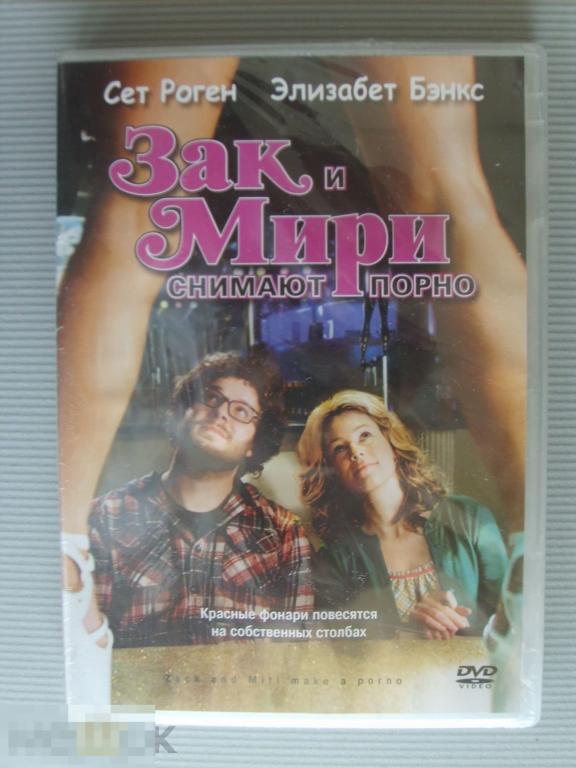 Сет Роген Элизабет Бэнкс
Зак и
Мири
снимают порно
Красные фонари повесятся
на собственных столбах
Zack and Miri make a porno
DVD
VIDEO